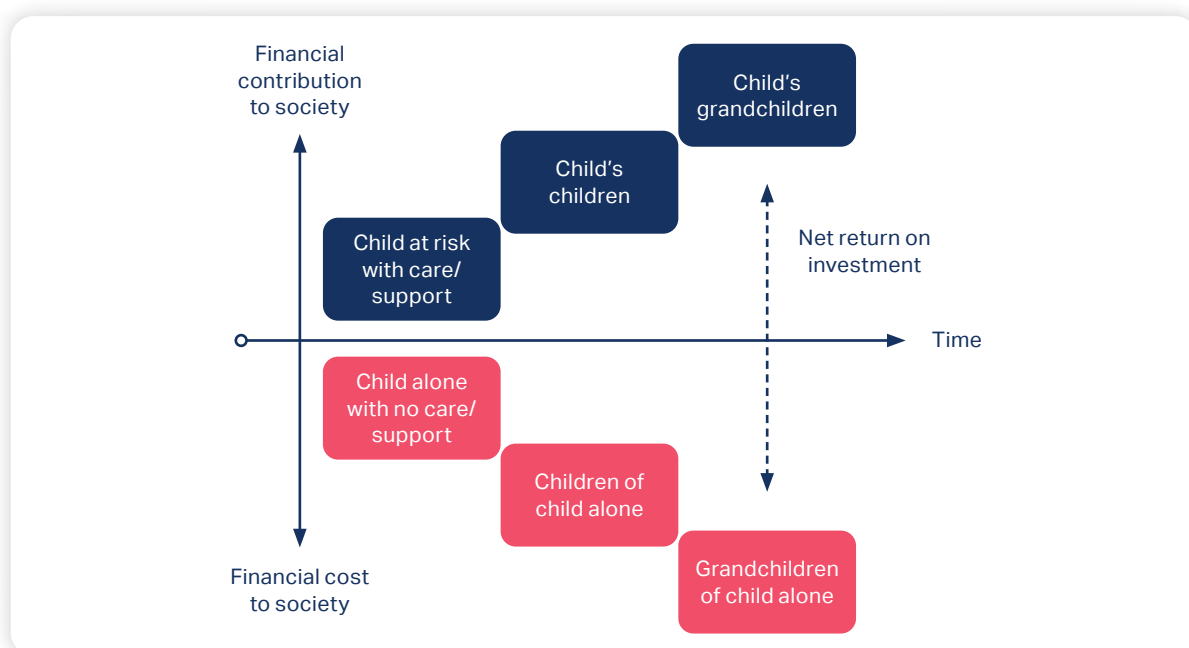 Financial
contribution
to society
Child's
grandchildren
Child's
children
Child at risk
with care/
support
Net return on
investment
Time
Child alone
with no care/
support
Children of
child alone
Grandchildren
of child alone
Financial cost
to society